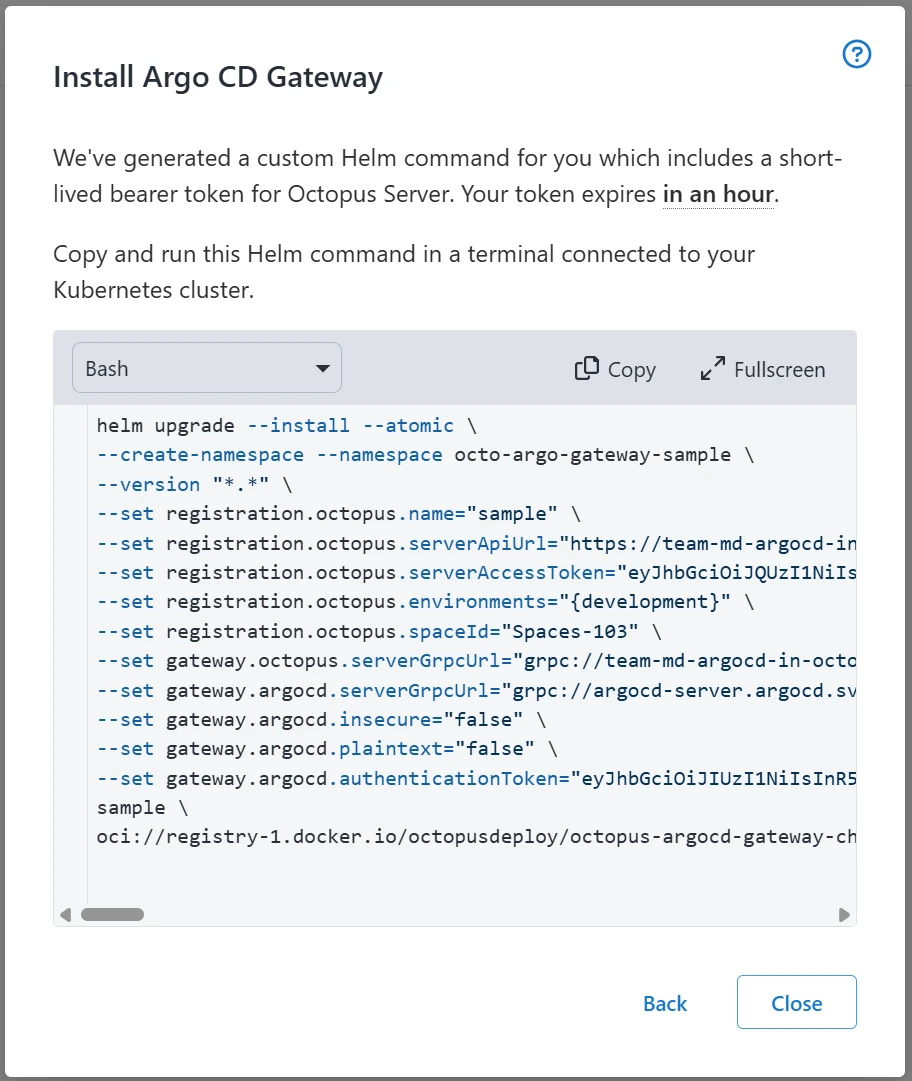 Install Argo CD Gateway
We've generated a custom Helm command for you which includes a short-
lived bearer token for Octopus Server. Your token expires in an hour.
Copy and run this Helm command in a terminal connected to your
Kubernetes cluster.
Bash Copy Fullscreen
helm upgrade --install --atomic \
--create-namespace --namespace octo-argo-gateway-sample \
--version "*.*" \
--set registration.octopus.name="sample" \
--set registration.octopus.serverApiUrl="https://team-md-argocd-in
--set registration.octopus.serverAccessToken="eyJhbGciOiJQUzI1NiIs
--set registration.octopus.environments="{development}" \
--set registration.octopus.spaceId="Spaces-103" \
--set gateway.octopus.serverGrpcUrl="grpc://team-md-argocd-in-octo
--set gateway.argocd.serverGrpcUrl="grpc://argocd-server.argocd.sv
--set gateway.argocd.insecure="false" \
--set gateway.argocd.plaintext="false" \
--set gateway.argocd.authenticationToken="eyJhbGciOiJIUzI1NiIsInR5
sample \
oci://registry-1.docker.io/octopusdeploy/octopus-argocd-gateway-ch
Back Close